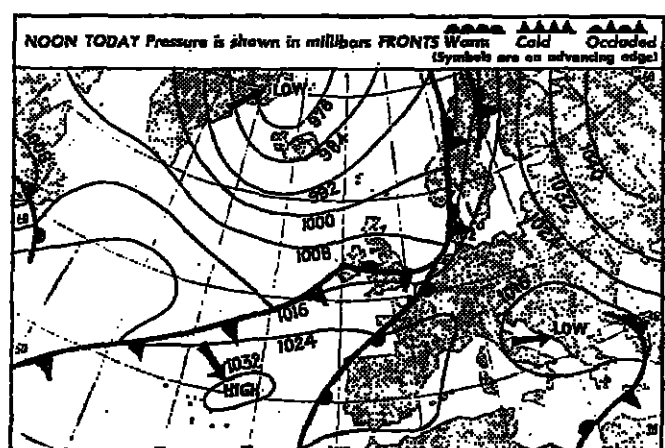 NOON TODAY Pressure is shown in millibars FRONTS Warm Cold Occluded
(Symbols are on advancing edge)
LOW
976
984
992
1000
1008
1016
1024
1032
HIGH
LOW
50